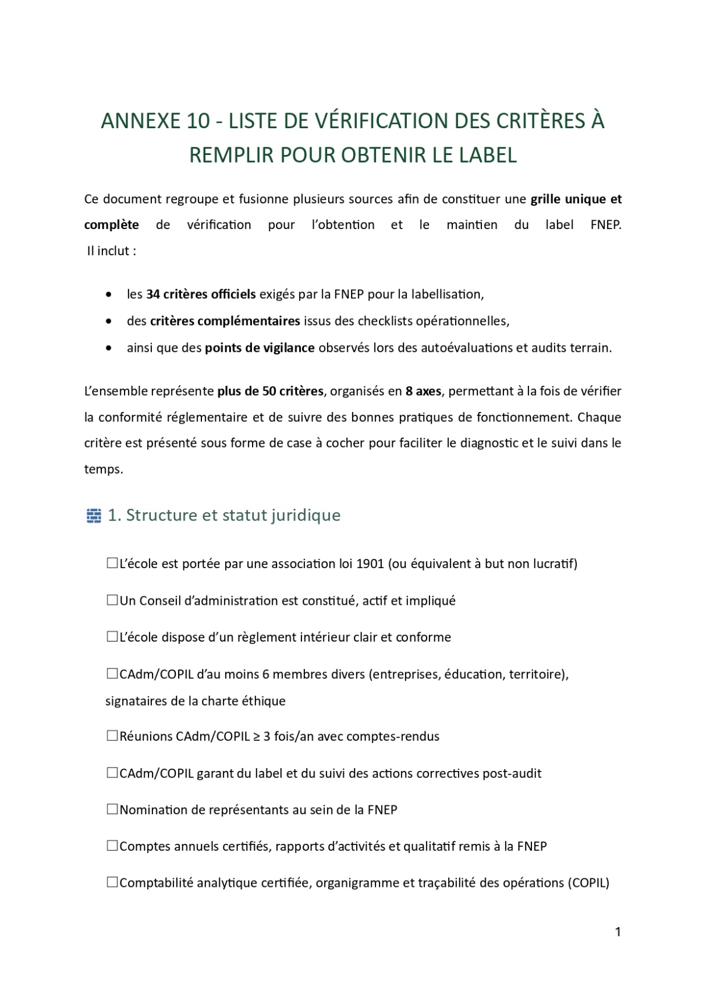 ANNEXE 10 - LISTE DE VÉRIFICATION DES CRITÈRES À
REMPLIR POUR OBTENIR LE LABEL
Ce document regroupe et fusionne plusieurs sources afin de constituer une grille unique et
complète de vérification pour l’obtention et le maintien du label FNEP.
Il inclut :
• les 34 critères officiels exigés par la FNEP pour la labellisation,
• des critères complémentaires issus des checklists opérationnelles,
• ainsi que des points de vigilance observés lors des autoévaluations et audits terrain.
L’ensemble représente plus de 50 critères, organisés en 8 axes, permettant à la fois de vérifier
la conformité réglementaire et de suivre des bonnes pratiques de fonctionnement. Chaque
critère est présenté sous forme de case à cocher pour faciliter le diagnostic et le suivi dans le
temps.
1. Structure et statut juridique
☐L’école est portée par une association loi 1901 (ou équivalent à but non lucratif)
☐Un Conseil d’administration est constitué, actif et impliqué
☐L’école dispose d’un règlement intérieur clair et conforme
☐CAdm/COPIL d’au moins 6 membres divers (entreprises, éducation, territoire),
signataires de la charte éthique
☐Réunions CAdm/COPIL ≥ 3 fois/an avec comptes-rendus
☐CAdm/COPIL garant du label et du suivi des actions correctives post-audit
☐Nomination de représentants au sein de la FNEP
☐Comptes annuels certifiés, rapports d’activités et qualitatif remis à la FNEP
☐Comptabilité analytique certifiée, organigramme et traçabilité des opérations (COPIL)
1